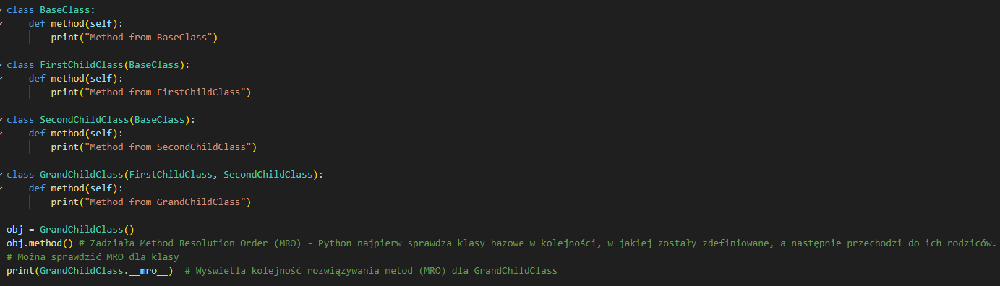 class BaseClass:
    def method(self):
        print("Method from BaseClass")

class FirstChildClass(BaseClass):
    def method(self):
        print("Method from FirstChildClass")

class SecondChildClass(BaseClass):
    def method(self):
        print("Method from SecondChildClass")

class GrandChildClass(FirstChildClass, SecondChildClass):
    def method(self):
        print("Method from GrandChildClass")

obj = GrandChildClass()
obj.method() # Zadziała Method Resolution Order (MRO) - Python najpierw sprawdza klasy bazowe w kolejności, w jakiej zostały zdefiniowane, a następnie przechodzi do ich rodziców.
# Można sprawdzić MRO dla klasy
print(GrandChildClass.__mro__)  # Wyświetla kolejność rozwiązywania metod (MRO) dla GrandChildClass